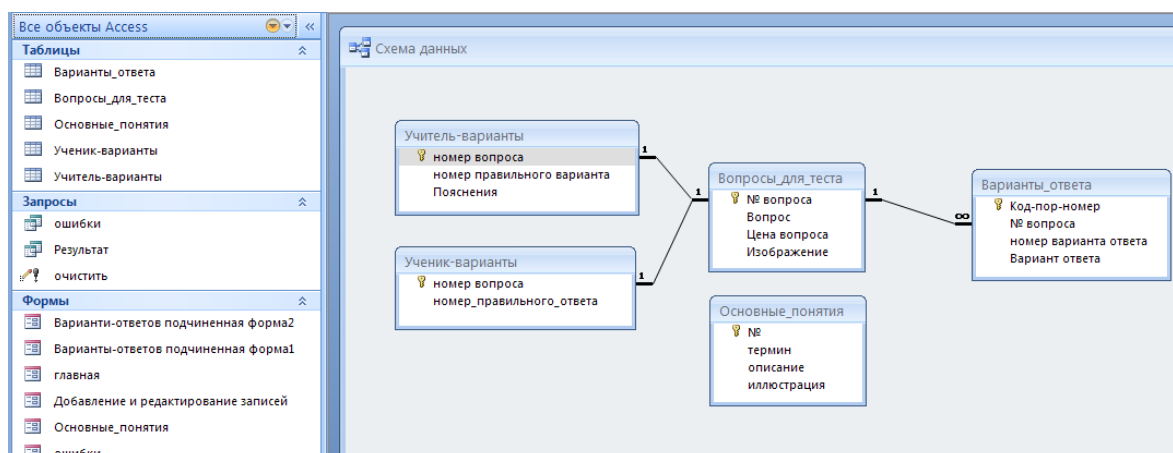 Все объекты Access
Таблицы
Варианты_ответа
Вопросы_для_теста
Основные_понятия
Ученик-варианты
Учитель-варианты
Запросы
ошибки
Результат
очистить
Формы
Варианти-ответов подчиненная форма2
Варианты-ответов подчиненная форма1
главная
Добавление и редактирование записей
Основные_понятия
ошибки
Схема данных
Учитель-варианты
номер вопроса
номер правильного варианта
Пояснения
1
1
Ученик-варианты
номер вопроса
номер_правильного_ответа
1
Вопросы_для_теста
№ вопроса
Вопрос
Цена вопроса
Изображение
1
∞
Варианты_ответа
Код-пор-номер
№ вопроса
номер варианта ответа
Вариант ответа
Основные_понятия
№
термин
описание
иллюстрация